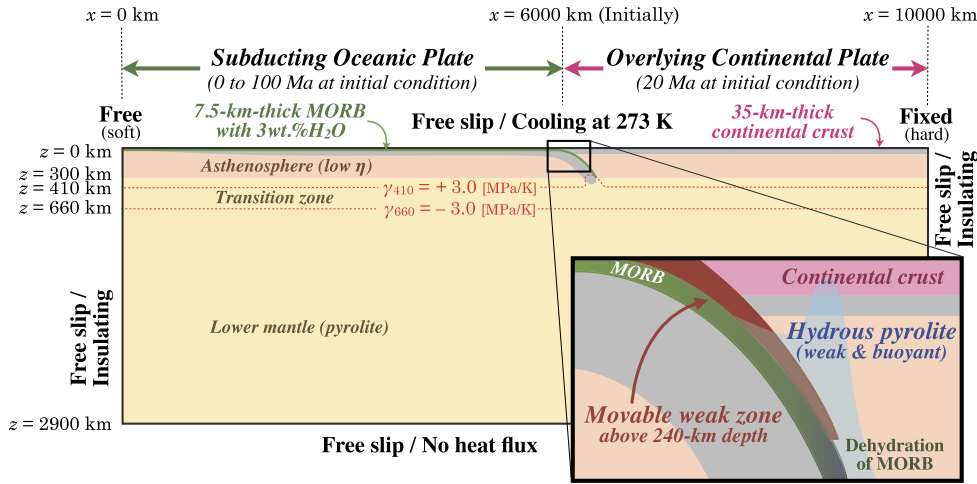 x = 0 km
x = 6000 km (Initially)
x = 10000 km
Subducting Oceanic Plate
(0 to 100 Ma at initial condition)
Overlying Continental Plate
(20 Ma at initial condition)
Free
(soft)
7.5-km-thick MORB
with 3wt.%H₂O
Free slip / Cooling at 273 K
35-km-thick
continental crust
Fixed
(hard)
z = 0 km
z = 300 km
z = 410 km
z = 660 km
Asthenosphere (low η)
Transition zone
γ₄₁₀ = + 3.0 [MPa/K]
γ₆₆₀ = – 3.0 [MPa/K]
Free slip /
Insulating
Free slip/
Insulating
Lower mantle (pyrolite)
MORB
Continental crust
Hydrous pyrolite
(weak & buoyant)
Movable weak zone
above 240-km depth
Dehydration
of MORB
z = 2900 km
Free slip / No heat flux